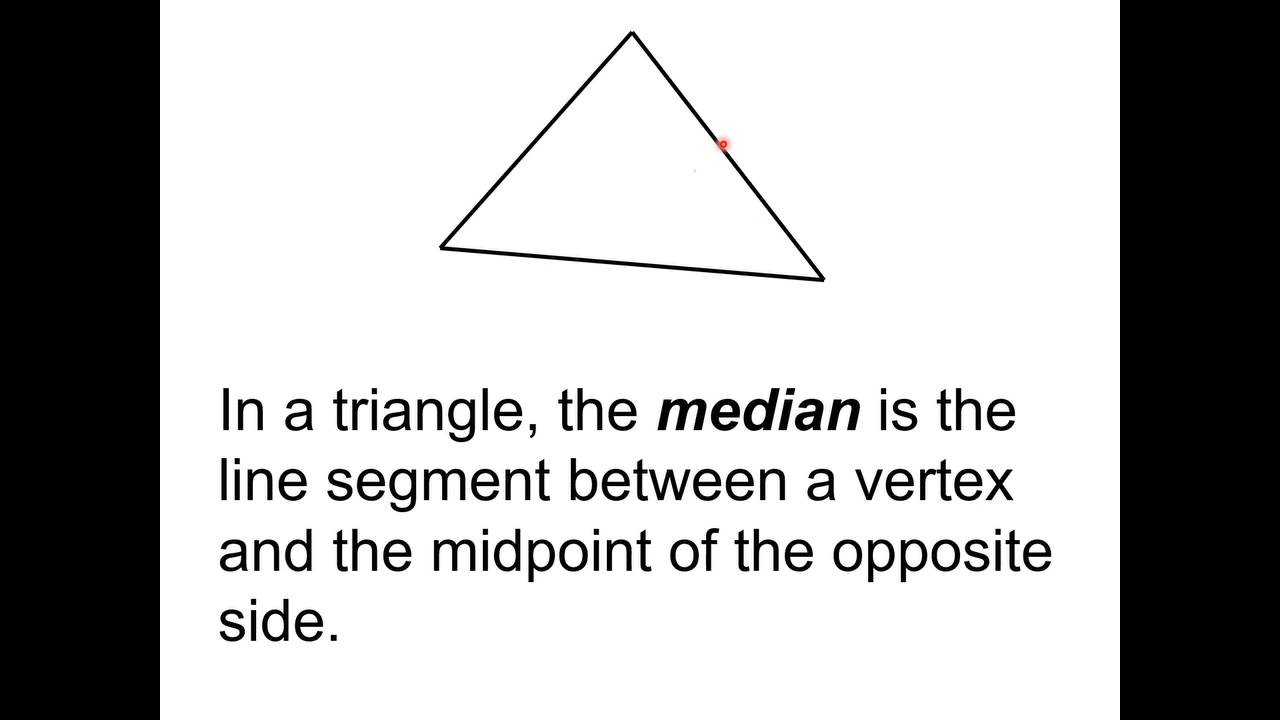 In a triangle, the median is the
line segment between a vertex
and the midpoint of the opposite
side.